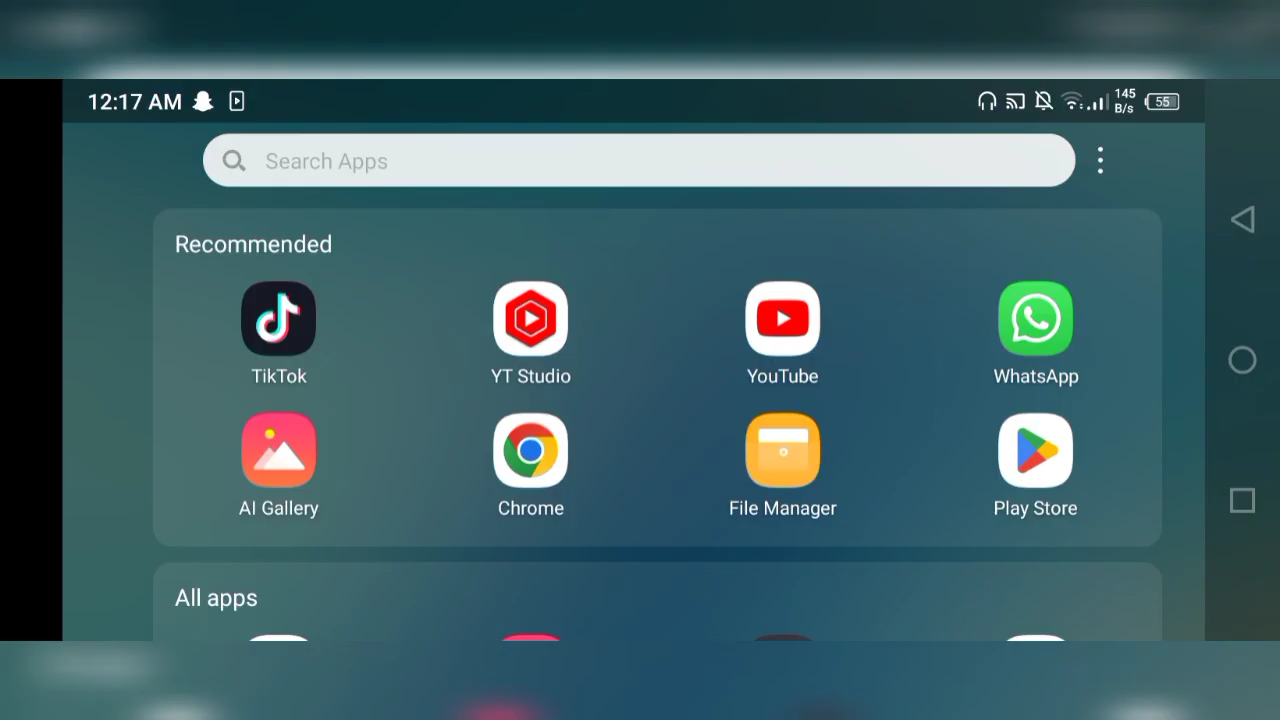 12:17 AM
145
B/s
55
Search Apps
Recommended
TikTok
YT Studio
YouTube
WhatsApp
AI Gallery
Chrome
File Manager
Play Store
All apps